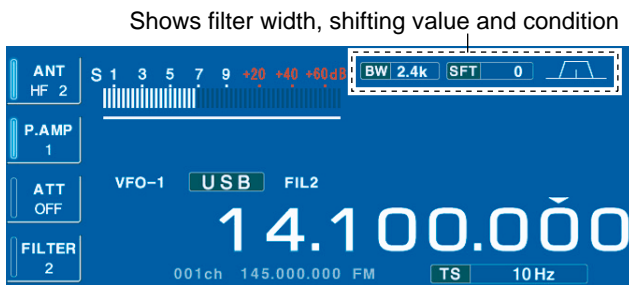 Shows filter width, shifting value and condition
ANT
HF 2
S 1 3 5 7 9 +20 +40 +60dB
BW 2.4k SFT 0
P.AMP
1
ATT
OFF
VFO-1 USB FIL2
14.100.000
FILTER
2
001ch 145.000.000 FM TS 10Hz